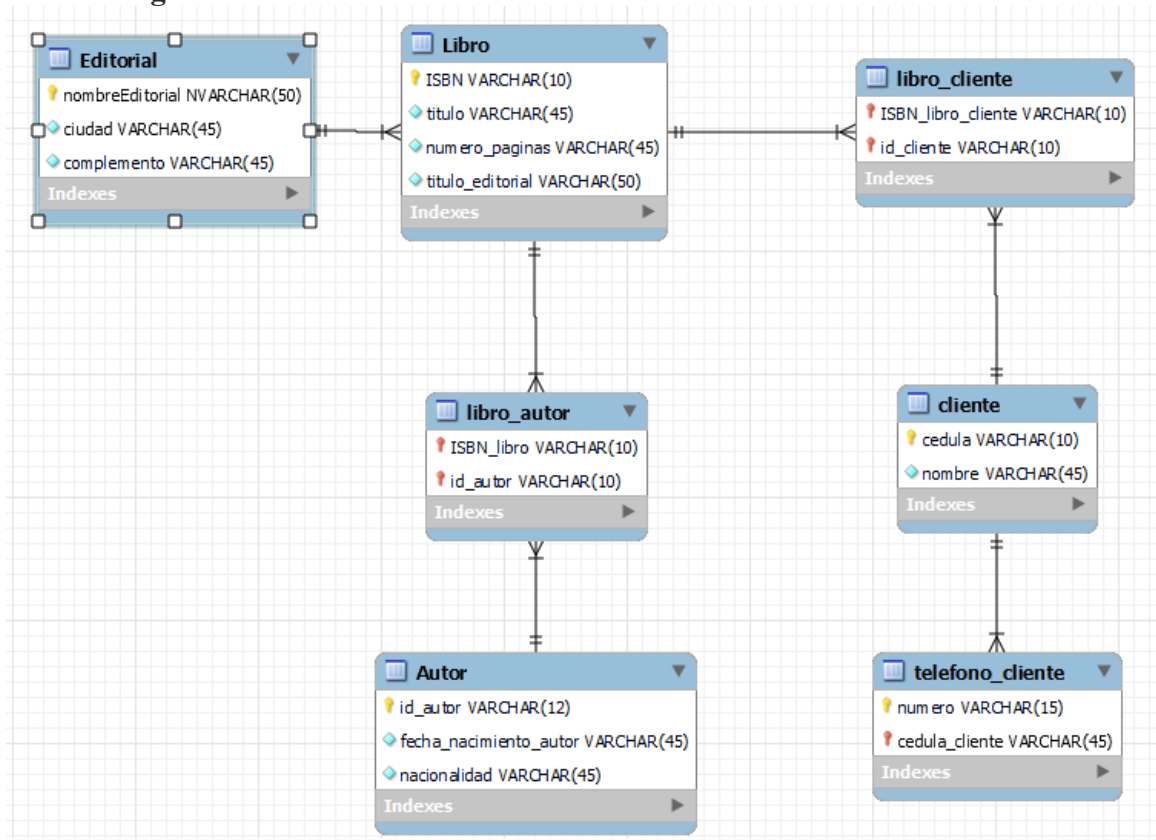 Editorial
nombreEditorial NVARCHAR(50)
ciudad VARCHAR(45)
complemento VARCHAR(45)
Indexes
Libro
ISBN VARCHAR(10)
titulo VARCHAR(45)
numero_paginas VARCHAR(45)
titulo_editorial VARCHAR(50)
Indexes
libro_cliente
ISBN_libro_cliente VARCHAR(10)
id_cliente VARCHAR(10)
Indexes
libro_autor
ISBN_libro VARCHAR(10)
id_autor VARCHAR(10)
Indexes
cliente
cedula VARCHAR(10)
nombre VARCHAR(45)
Indexes
Autor
id_autor VARCHAR(12)
fecha_nacimiento_autor VARCHAR(45)
nacionalidad VARCHAR(45)
Indexes
telefono_cliente
numero VARCHAR(15)
cedula_cliente VARCHAR(45)
Indexes